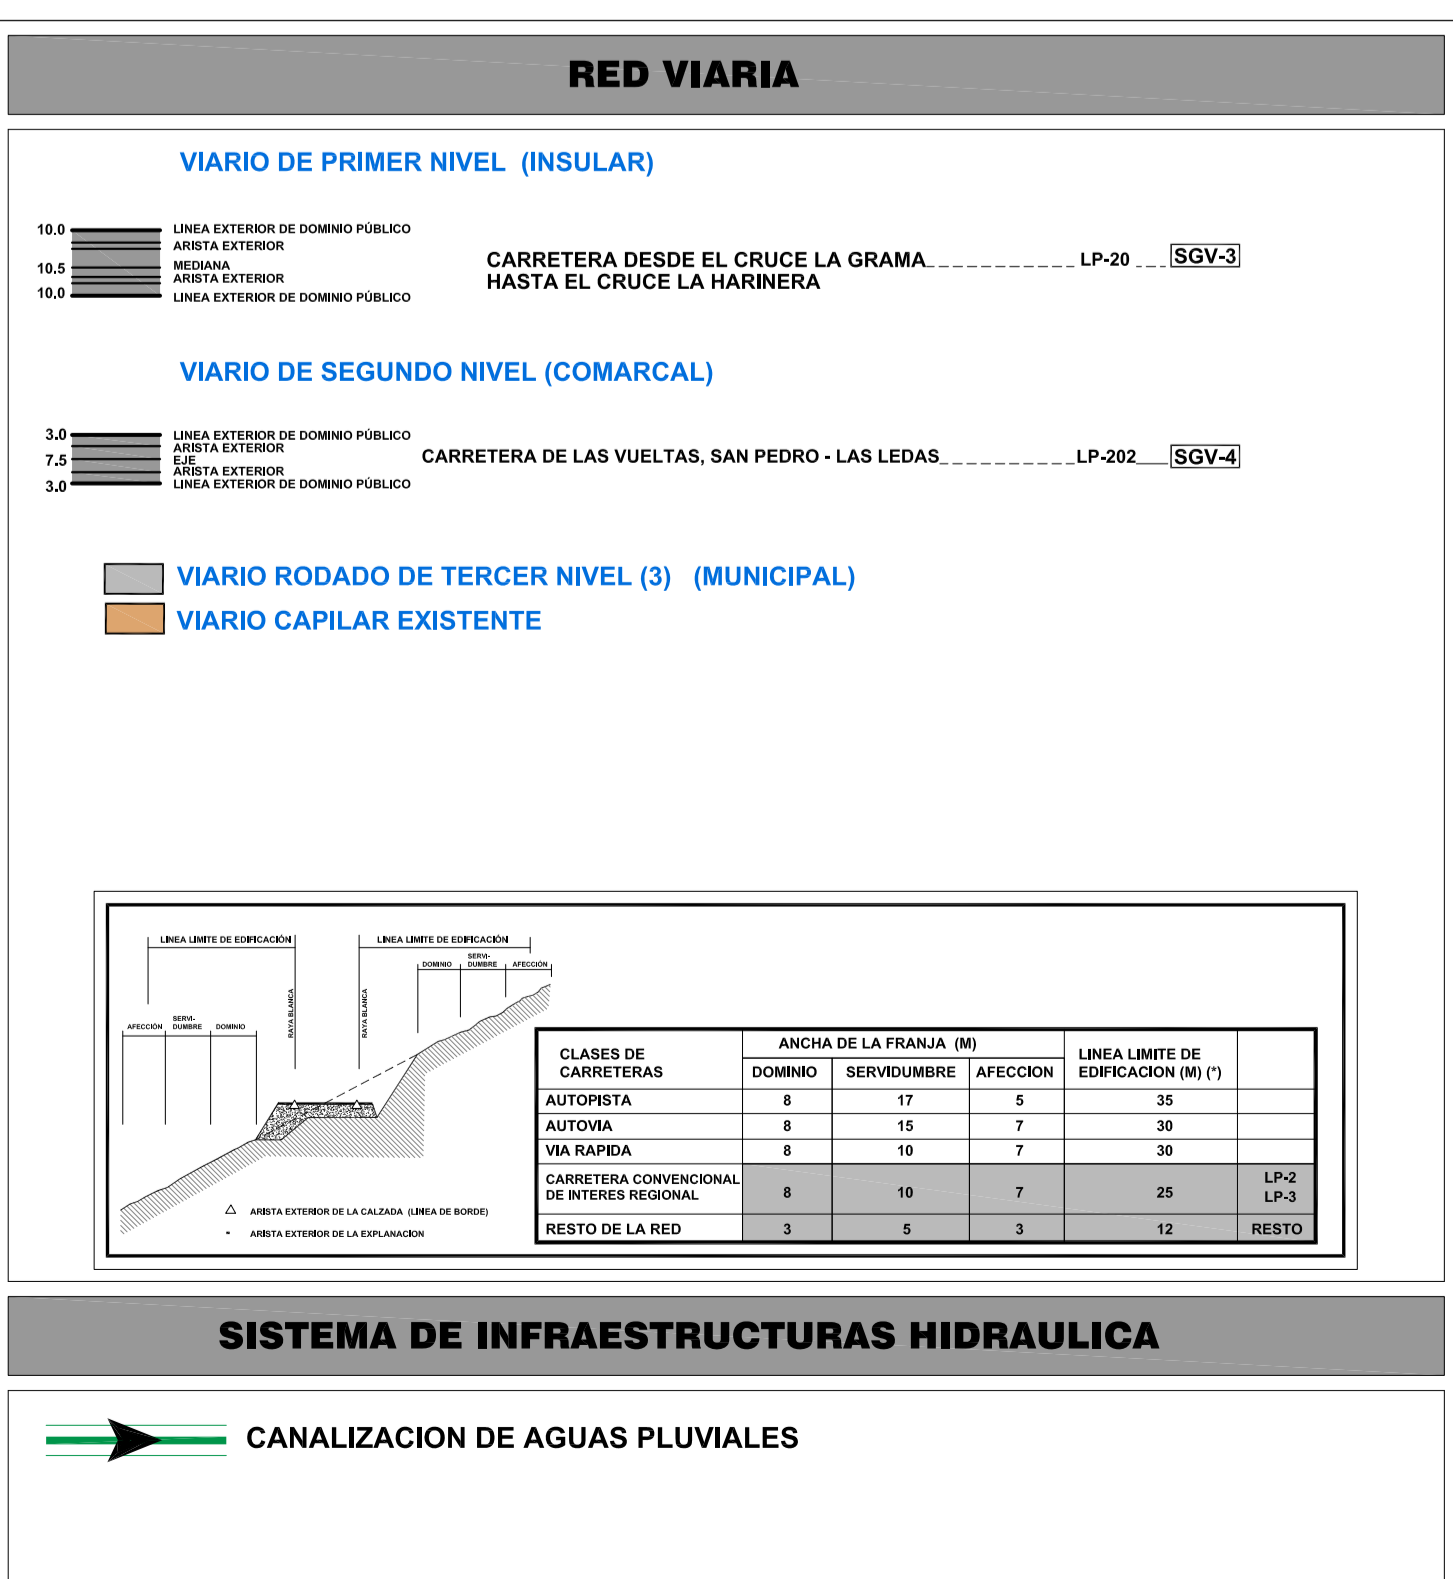 RED VIARIA
VIARIO DE PRIMER NIVEL (INSULAR)
10.0 LINEA EXTERIOR DE DOMINIO PÚBLICO
ARISTA EXTERIOR
10.5 MEDIANA
ARISTA EXTERIOR
10.0 LINEA EXTERIOR DE DOMINIO PÚBLICO
CARRETERA DESDE EL CRUCE LA GRAMA____________ LP-20 ___ SGV-3
HASTA EL CRUCE LA HARINERA
VIARIO DE SEGUNDO NIVEL (COMARCAL)
3.0 LINEA EXTERIOR DE DOMINIO PÚBLICO
ARISTA EXTERIOR
7.5 EJE
ARISTA EXTERIOR
3.0 LINEA EXTERIOR DE DOMINIO PÚBLICO
CARRETERA DE LAS VUELTAS, SAN PEDRO - LAS LEDAS___________LP-202___ SGV-4
VIARIO RODADO DE TERCER NIVEL (3) (MUNICIPAL)
VIARIO CAPILAR EXISTENTE
LINEA LIMITE DE EDIFICACIÓN LINEA LIMITE DE EDIFICACIÓN
DOMINIO SERVI-
DUMBRE AFECCIÓN
RAYA BLANCA
RAYA BLANCA
AFECCIÓN SERVI-
DUMBRE DOMINIO
ARISTA EXTERIOR DE LA CALZADA (LINEA DE BORDE)
- ARISTA EXTERIOR DE LA EXPLANACION
CLASES DE
CARRETERAS
ANCHA DE LA FRANJA (M)
DOMINIO SERVIDUMBRE AFECCION
LINEA LIMITE DE
EDIFICACION (M) (*)
AUTOPISTA 8 17 5 35
AUTOVIA 8 15 7 30
VIA RAPIDA 8 10 7 30
CARRETERA CONVENCIONAL
DE INTERES REGIONAL 8 10 7 25 LP-2
LP-3
RESTO DE LA RED 3 5 3 12 RESTO
SISTEMA DE INFRAESTRUCTURAS HIDRAULICA
CANALIZACION DE AGUAS PLUVIALES